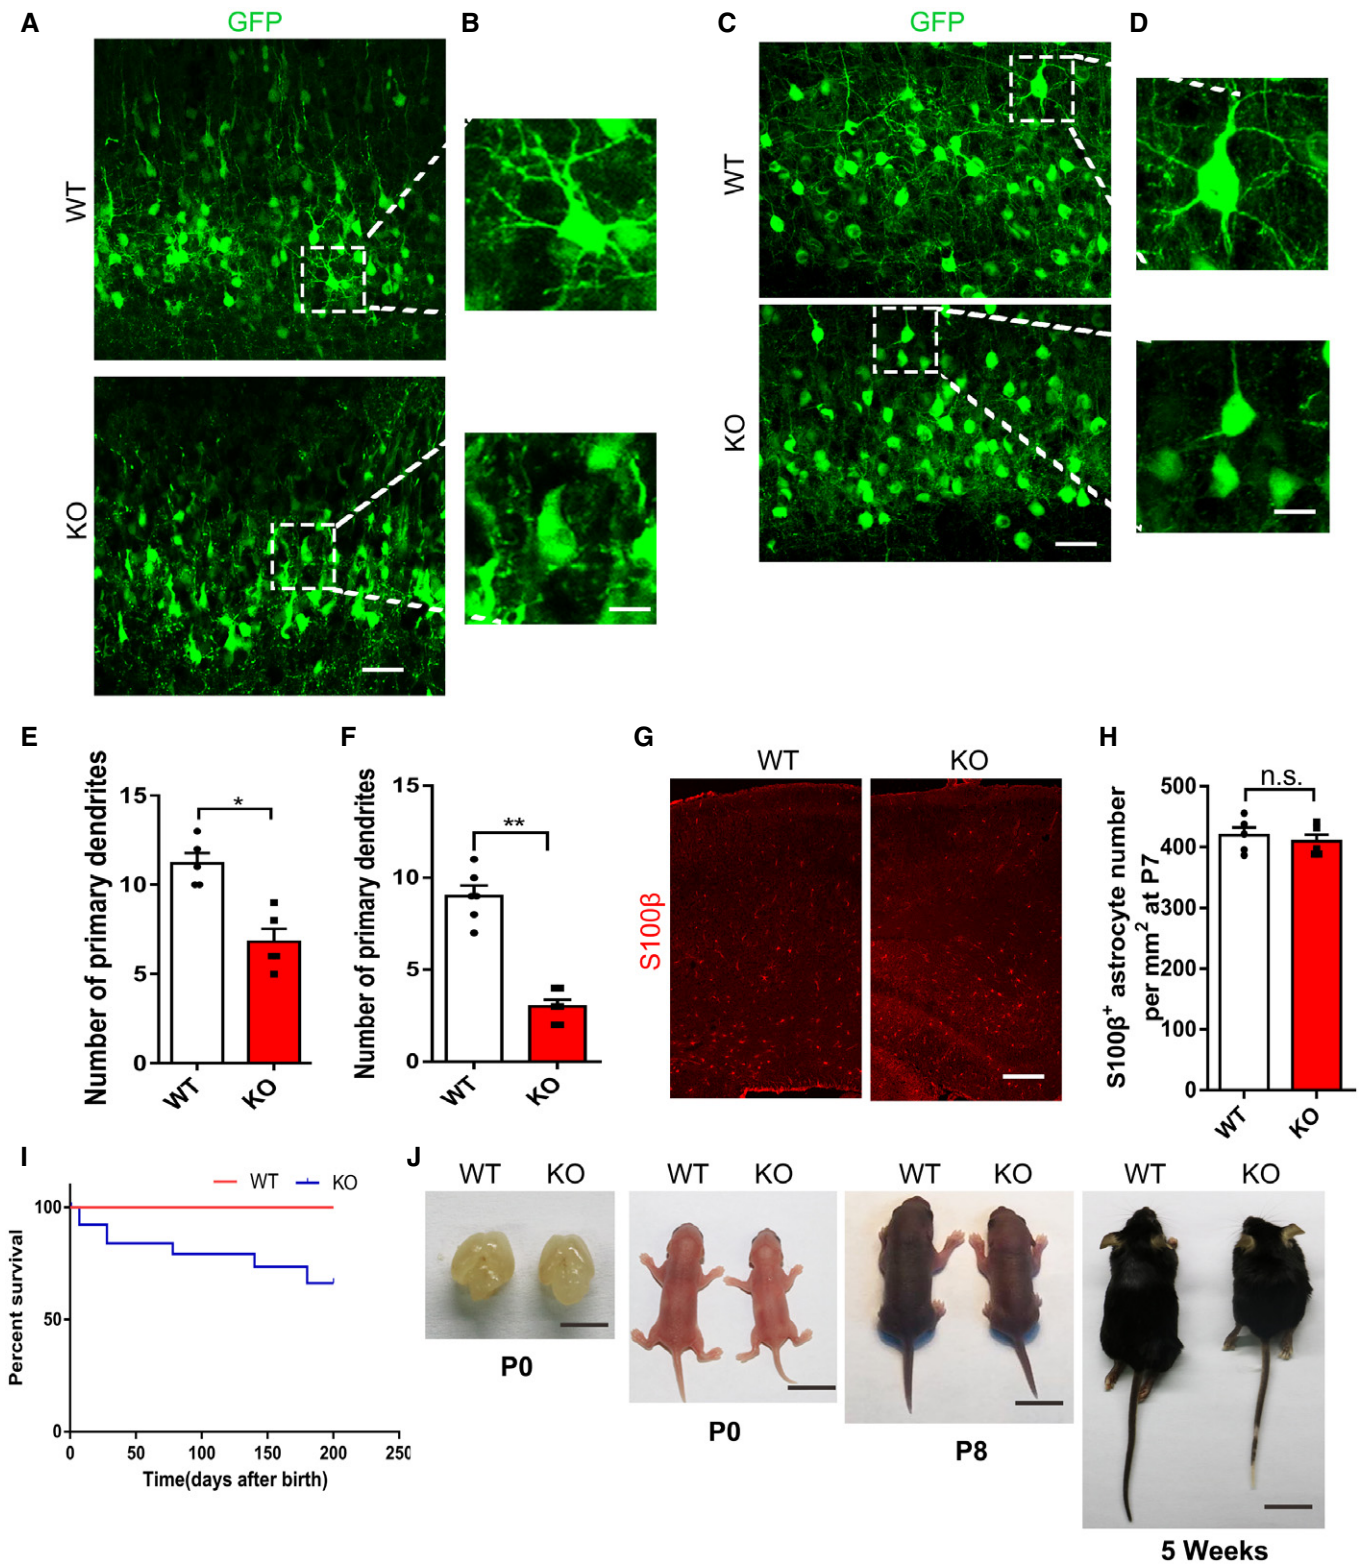 A
GFP
B
C
GFP
D
WT
KO
WT
KO
E
Number of primary dendrites
15
10
5
0
*
WT
KO
F
Number of primary dendrites
15
10
5
0
**
WT
KO
G
WT
KO
S100β
H
S100β+ astrocyte number
per mm2 at P7
500
400
300
200
100
0
n.s.
WT
KO
I
WT
KO
Percent survival
100
50
0
0 50 100 150 200 250
Time(days after birth)
J
WT KO
P0
WT KO
P0
WT KO
P8
WT KO
5 Weeks